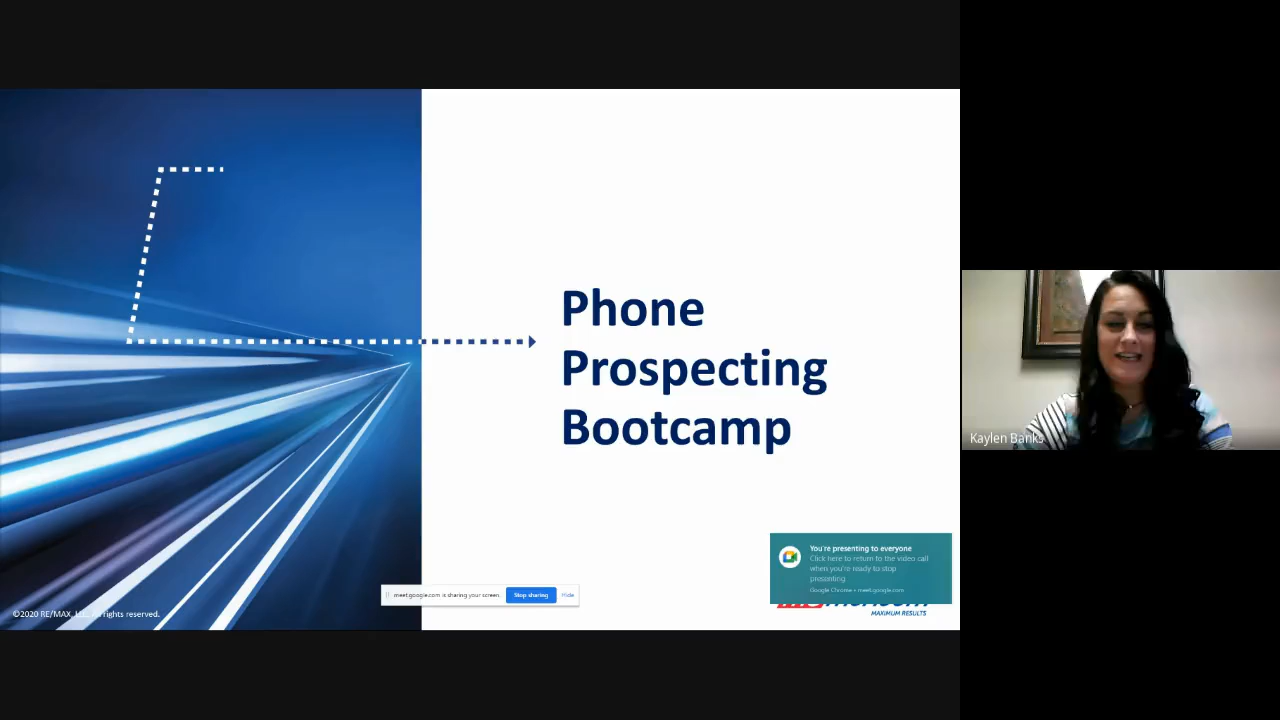 Phone
Prospecting
Bootcamp
You're presenting to everyone
Click here to return to the video call
when you're ready to stop
presenting
Google Chrome • meet.google.com
meet.google.com is sharing your screen.
Stop sharing
Hide
MAXIMUM RESULTS
©2020 RE/MAX, LLC. All rights reserved.
Kaylen Banks